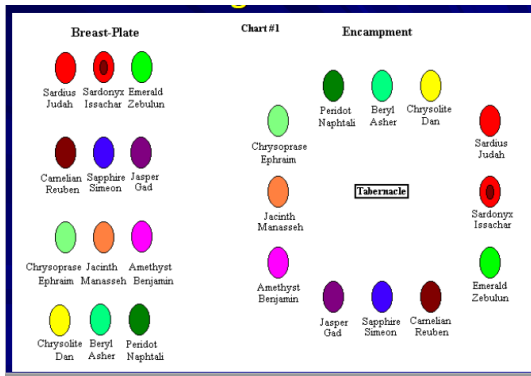 Breast-Plate
Chart #1
Encampment
Sardius Sardonyx Emerald
Judah Issachar Zebulun
Carnelian Sapphire Jasper
Reuben Simeon Gad
Chrysoprase Jacinth Amethyst
Ephraim Manasseh Benjamin
Chrysolite Beryl Peridot
Dan Asher Naphtali
Peridot Beryl Chrysolite
Naphtali Asher Dan
Chrysoprase
Ephraim
Sardius
Judah
Jacinth
Manasseh
Tabernacle
Sardonyx
Issachar
Amethyst
Benjamin
Emerald
Zebulun
Jasper Sapphire Carnelian
Gad Simeon Reuben